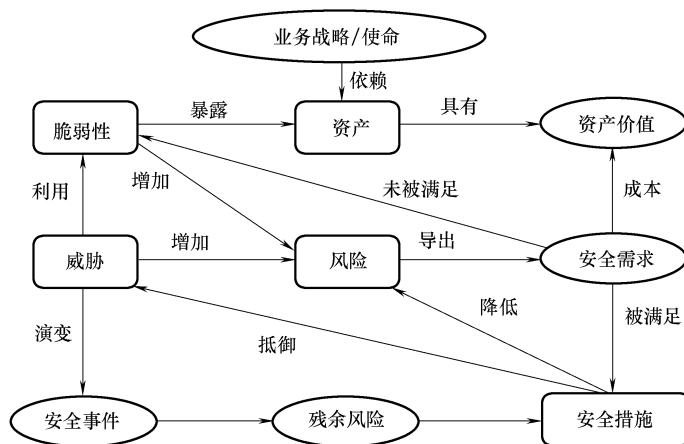 业务战略/使命
依赖
脆弱性
暴露
资产
具有
资产价值
利用
增加
未被满足
成本
威胁
增加
风险
导出
安全需求
演变
抵御
降低
被满足
安全事件
残余风险
安全措施